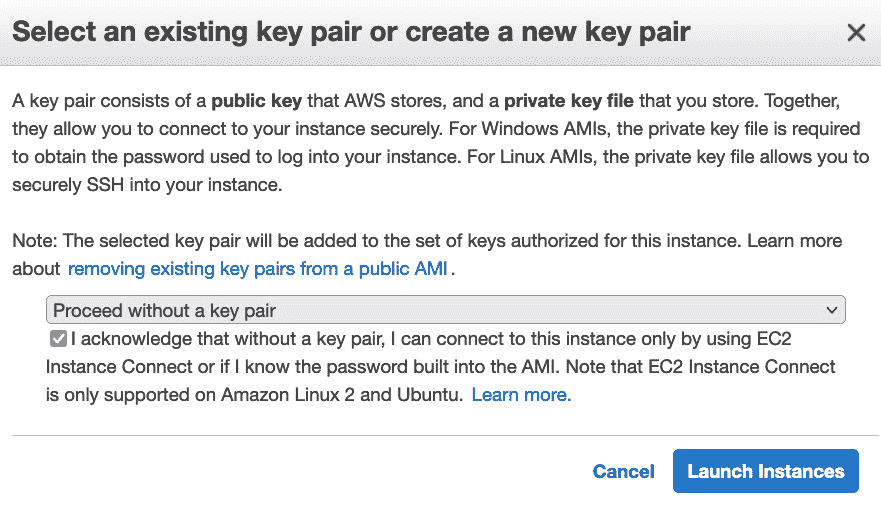 Select an existing key pair or create a new key pair
A key pair consists of a public key that AWS stores, and a private key file that you store. Together,
they allow you to connect to your instance securely. For Windows AMIs, the private key file is required
to obtain the password used to log into your instance. For Linux AMIs, the private key file allows you to
securely SSH into your instance.
Note: The selected key pair will be added to the set of keys authorized for this instance. Learn more
about removing existing key pairs from a public AMI .
Proceed without a key pair
I acknowledge that without a key pair, I can connect to this instance only by using EC2
Instance Connect or if I know the password built into the AMI. Note that EC2 Instance Connect
is only supported on Amazon Linux 2 and Ubuntu. Learn more.
Cancel Launch Instances